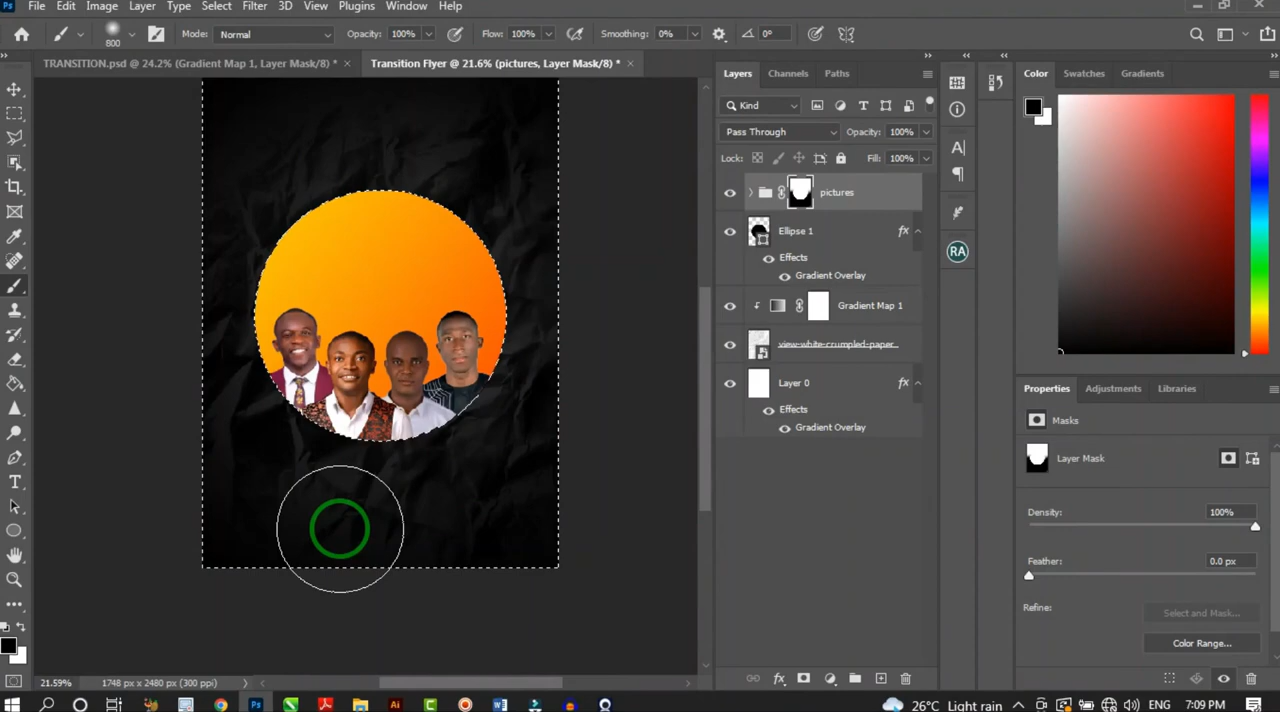 Ps File Edit Image Layer Type Select Filter 3D View Plugins Window Help
800 Mode: Normal Opacity: 100% Flow: 100% Smoothing: 0% 0°
TRANSITION.psd @ 24.2% (Gradient Map 1, Layer Mask/8) * × Transition Flyer @ 21.6% (pictures, Layer Mask/8) * ×
Layers Channels Paths
Kind
Pass Through Opacity: 100%
Lock: Fill: 100%
pictures
Ellipse 1 fx
Effects
Gradient Overlay
Gradient Map 1
view-white-crumpled-paper...
Layer 0 fx
Effects
Gradient Overlay
RA
Color Swatches Gradients
Properties Adjustments Libraries
Masks
Layer Mask
Density: 100%
Feather: 0.0 px
Refine: Select and Mask...
Color Range...
21.59% 1748 px x 2480 px (300 ppi)
26°C Light rain ENG 7:09 PM